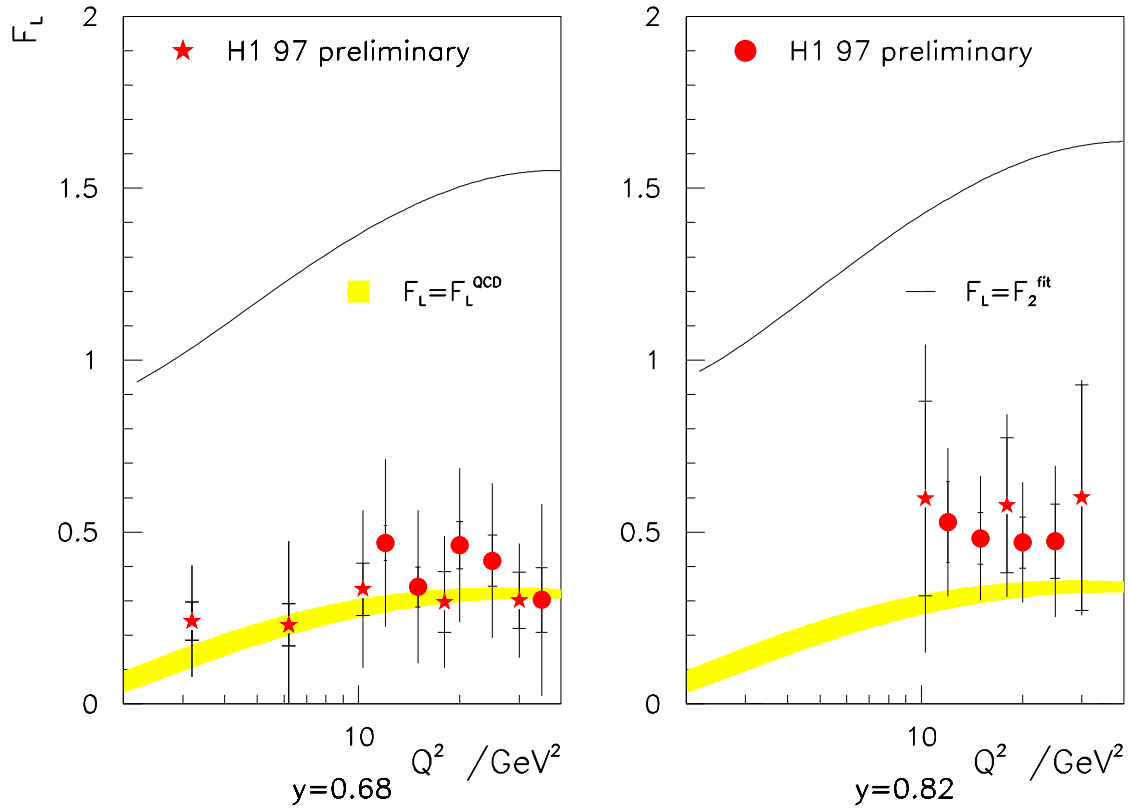 F_L
2
★ H1 97 preliminary
1.5
F_L=F_L^QCD
1
0.5
0
10
Q² /GeV²
y=0.68
2
● H1 97 preliminary
1.5
F_L=F_2^fit
1
0.5
0
10
Q² /GeV²
y=0.82